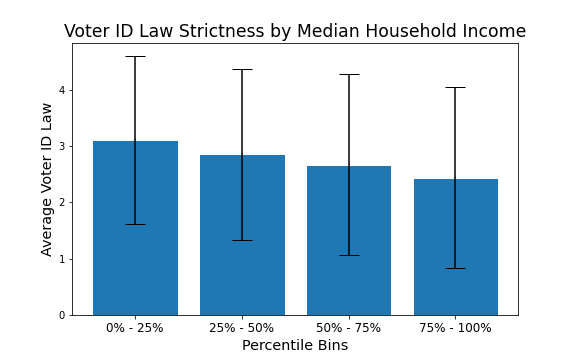 Voter ID Law Strictness by Median Household Income
Average Voter ID Law
4
3
2
1
0
0% - 25%
25% - 50%
50% - 75%
75% - 100%
Percentile Bins